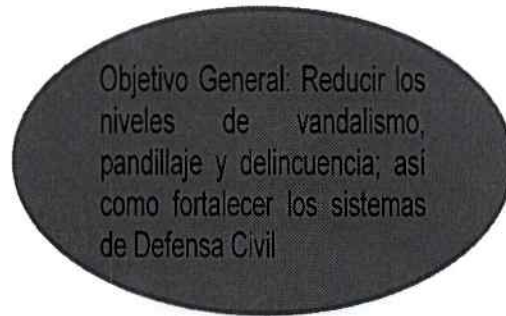 Objetivo General: Reducir los
niveles de vandalismo,
pandillaje y delincuencia; así
como fortalecer los sistemas
de Defensa Civil